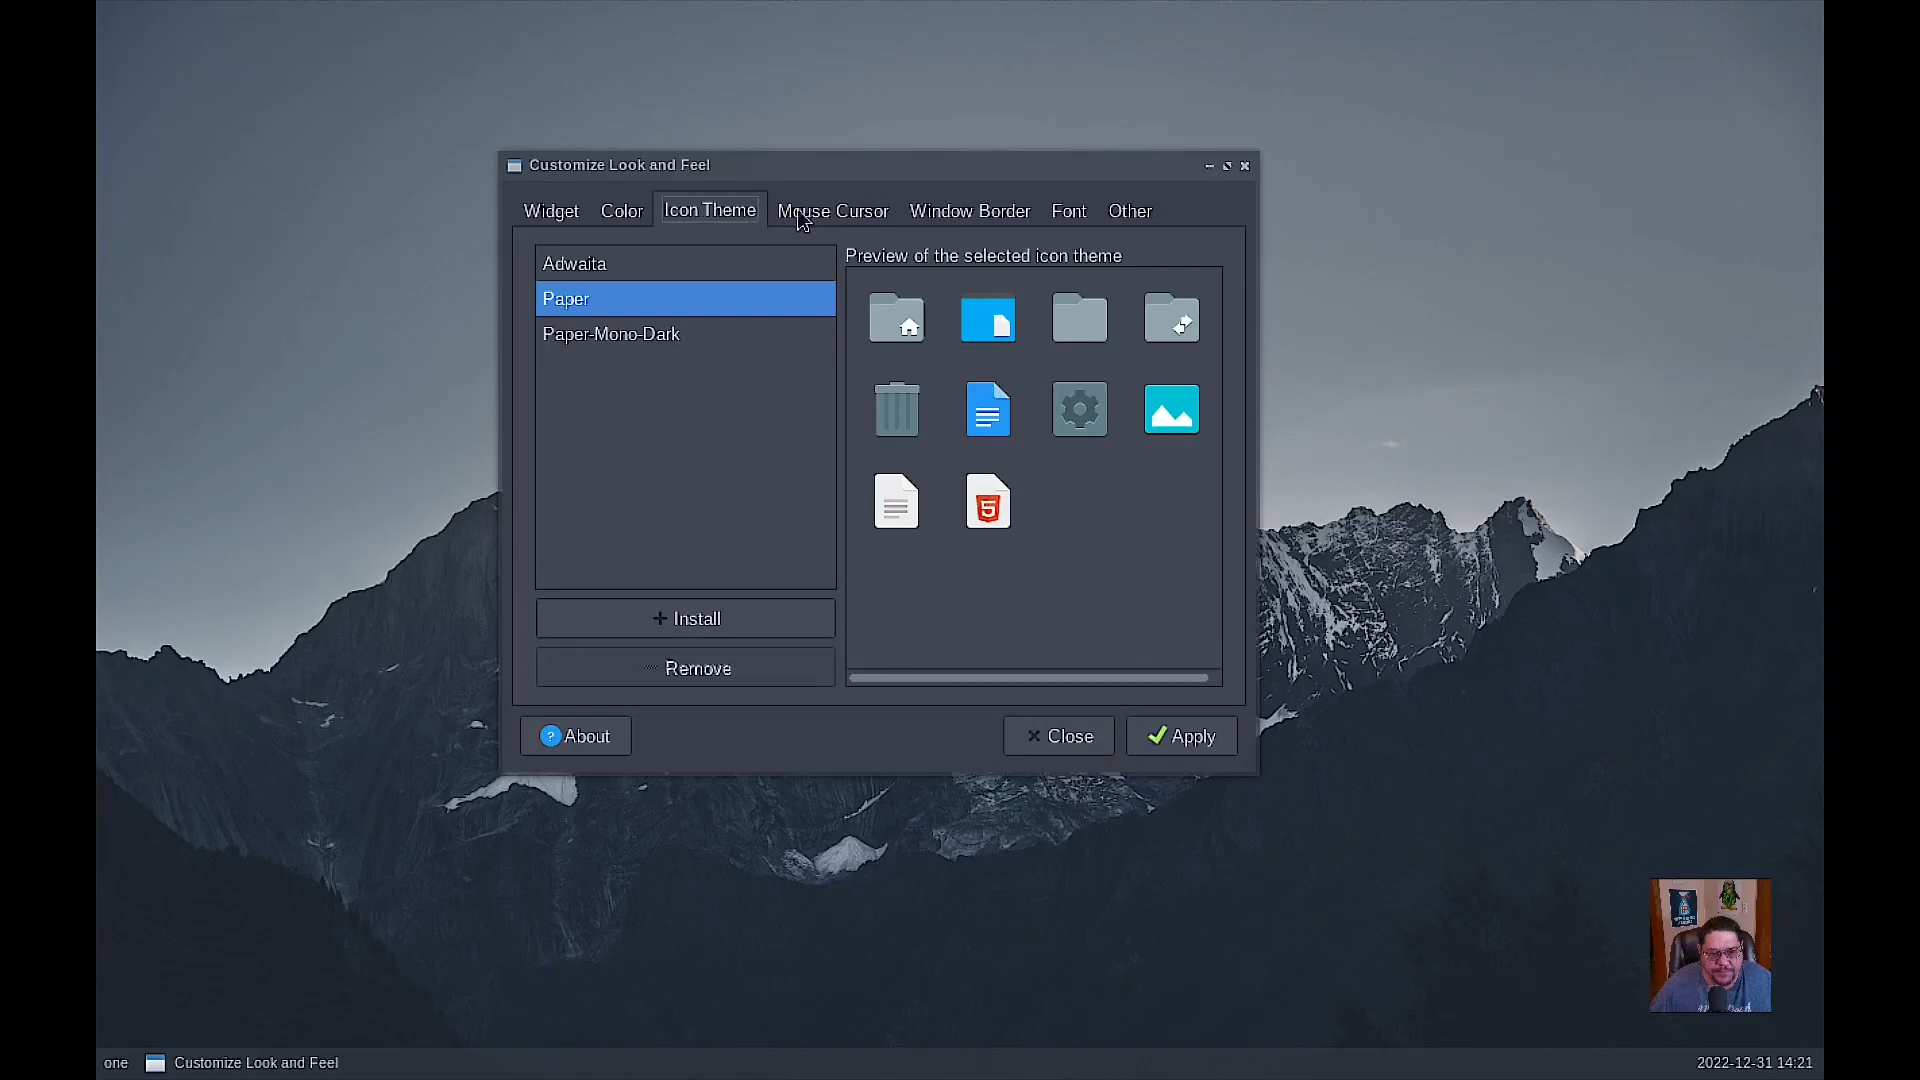 Customize Look and Feel
Widget Color Icon Theme Mouse Cursor Window Border Font Other
Adwaita
Paper
Paper-Mono-Dark
Preview of the selected icon theme
5
Install
Remove
? About
Close
Apply
one Customize Look and Feel 2022-12-31 14:21